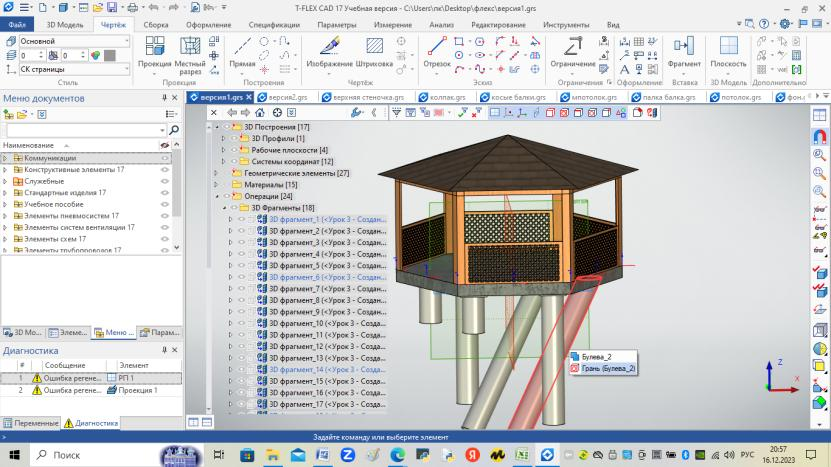 T-FLEX CAD 17 Учебная версия - C:\Users\пк\Desktop\флекс\версия1.grs
Файл 3D Модель Чертёж Сборка Оформление Спецификации Параметры Измерение Анализ Редактирование Инструменты Вид
Основной
0 0
СК страницы
Проекция Местный разрез Прямая Изображение Штриховка Отрезок Ограничение Фрагмент Плоскость
Стиль Проекция Построения Чертёж Эскиз Ограничения Оформление Вставка 3D Модель Дополнительно
Меню документов
версия1.grs версия2.grs верхняя стеночка.grs колпак.grs косые балки.grs мпотолок.grs палка балка.grs потолок.grs фон.g
Наименование
Коммуникации
Конструктивные элементы 17
Служебные
Стандартные изделия 17
Учебное пособие
Элементы пневмосистем 17
Элементы систем вентиляции 17
Элементы схем 17
Элементы трубопроводов 17
3D Построения [17]
3D Профили [1]
Рабочие плоскости [4]
Системы координат [12]
Геометрические элементы [27]
Материалы [15]
Операции [24]
3D Фрагменты [18]
3D фрагмент_1 (<Урок 3 - Создан...
3D фрагмент_2 (<Урок 3 - Создан...
3D фрагмент_3 (<Урок 3 - Создан...
3D фрагмент_4 (<Урок 3 - Создан...
3D фрагмент_5 (<Урок 3 - Создан...
3D фрагмент_6 (<Урок 3 - Создан...
3D фрагмент_7 (<Урок 3 - Создан...
3D фрагмент_8 (<Урок 3 - Создан...
3D фрагмент_9 (<Урок 3 - Создан...
3D фрагмент_10 (<Урок 3 - Созда...
3D фрагмент_11 (<Урок 3 - Созда...
3D фрагмент_12 (<Урок 3 - Созда...
3D фрагмент_13 (<Урок 3 - Созда...
3D фрагмент_14 (<Урок 3 - Созда...
3D фрагмент_15 (<Урок 3 - Созда...
3D фрагмент_16 (<Урок 3 - Созда...
3D фрагмент_17 (<Урок 3 - Созда...
Булева_2
Грань (Булева_2)
Z
X
3D Мо... Элеме... Меню ... Парам...
Диагностика
# Сообщение Элемент
1 Ошибка регене... РП 1
2 Ошибка регене... Проекция 1
Переменные Диагностика
> Задайте команду или выберите элемент
Поиск
РУС
20:57
16.12.2023